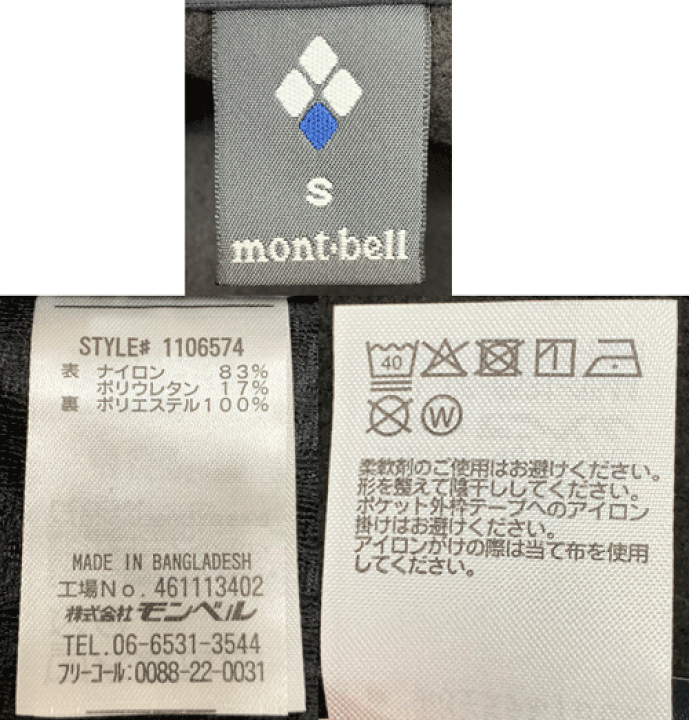 S
mont·bell
STYLE# 1106574
表 ナイロン 83%
ポリウレタン 17%
裏 ポリエステル100%
MADE IN BANGLADESH
工場No. 461113402
株式会社 モンベル
TEL. 06-6531-3544
フリーコール:0088-22-0031
40
W
柔軟剤のご使用はお避けください。
形を整えて陰干ししてください。
ポケット外枠テープへのアイロン
掛けはお避けください。
アイロンかけの際は当て布を使用
してください。